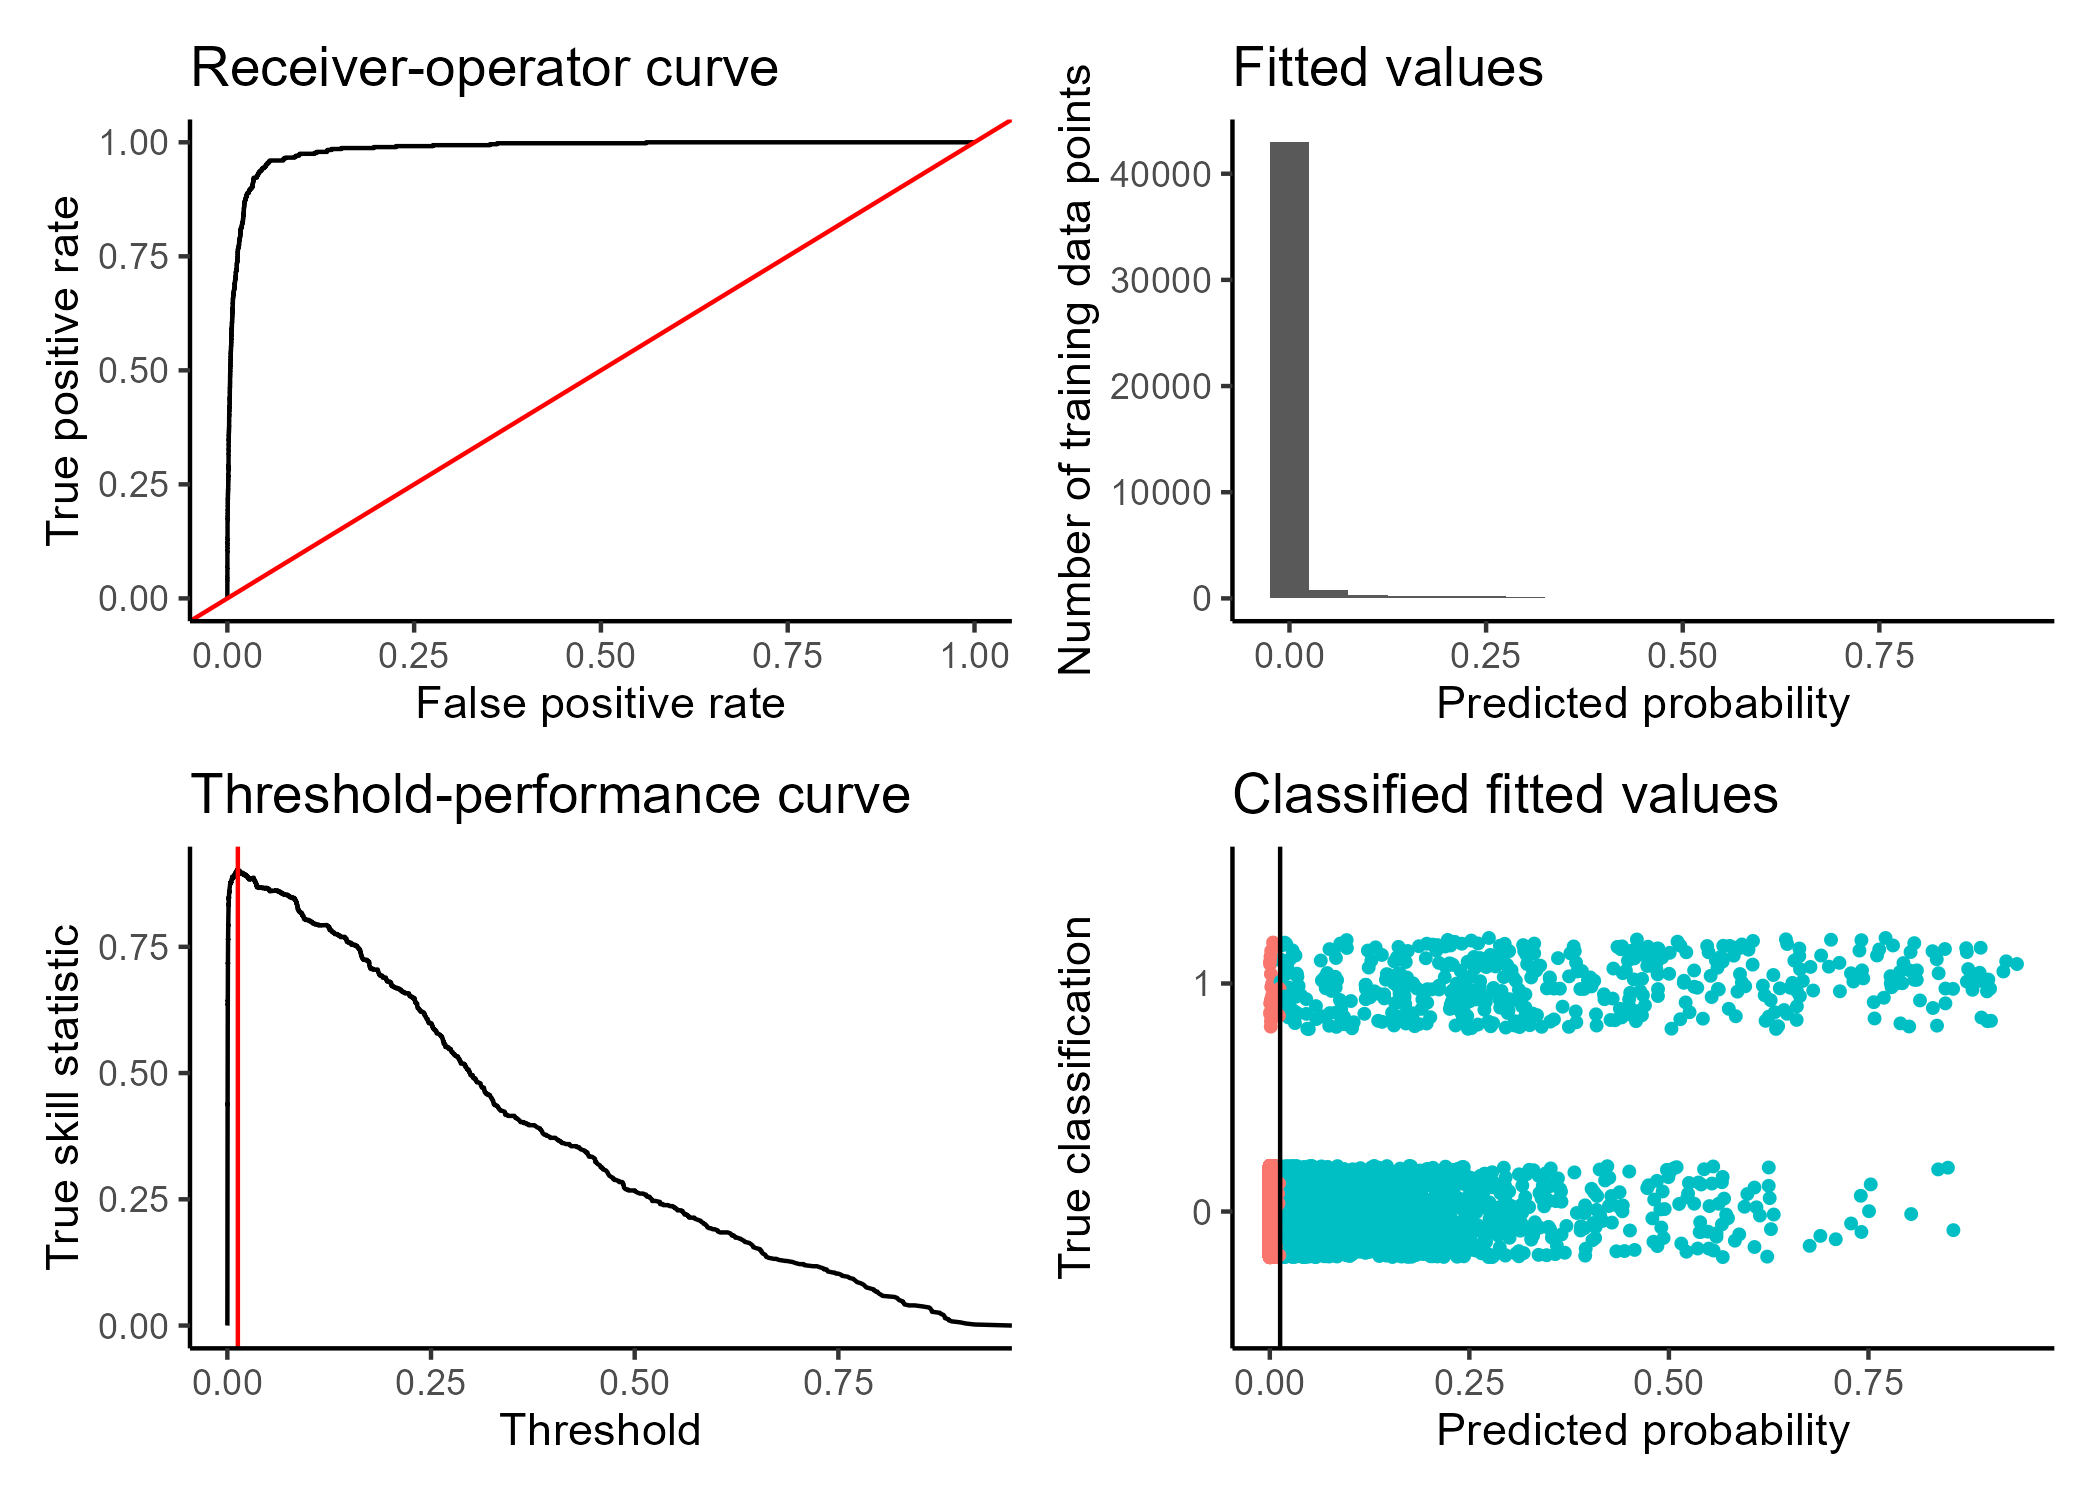 Receiver-operator curve
True positive rate
1.00
0.75
0.50
0.25
0.00
0.00 0.25 0.50 0.75 1.00
False positive rate
Fitted values
Number of training data points
40000
30000
20000
10000
0
0.00 0.25 0.50 0.75
Predicted probability
Threshold-performance curve
True skill statistic
0.75
0.50
0.25
0.00
0.00 0.25 0.50 0.75
Threshold
Classified fitted values
True classification
1
0
0.00 0.25 0.50 0.75
Predicted probability